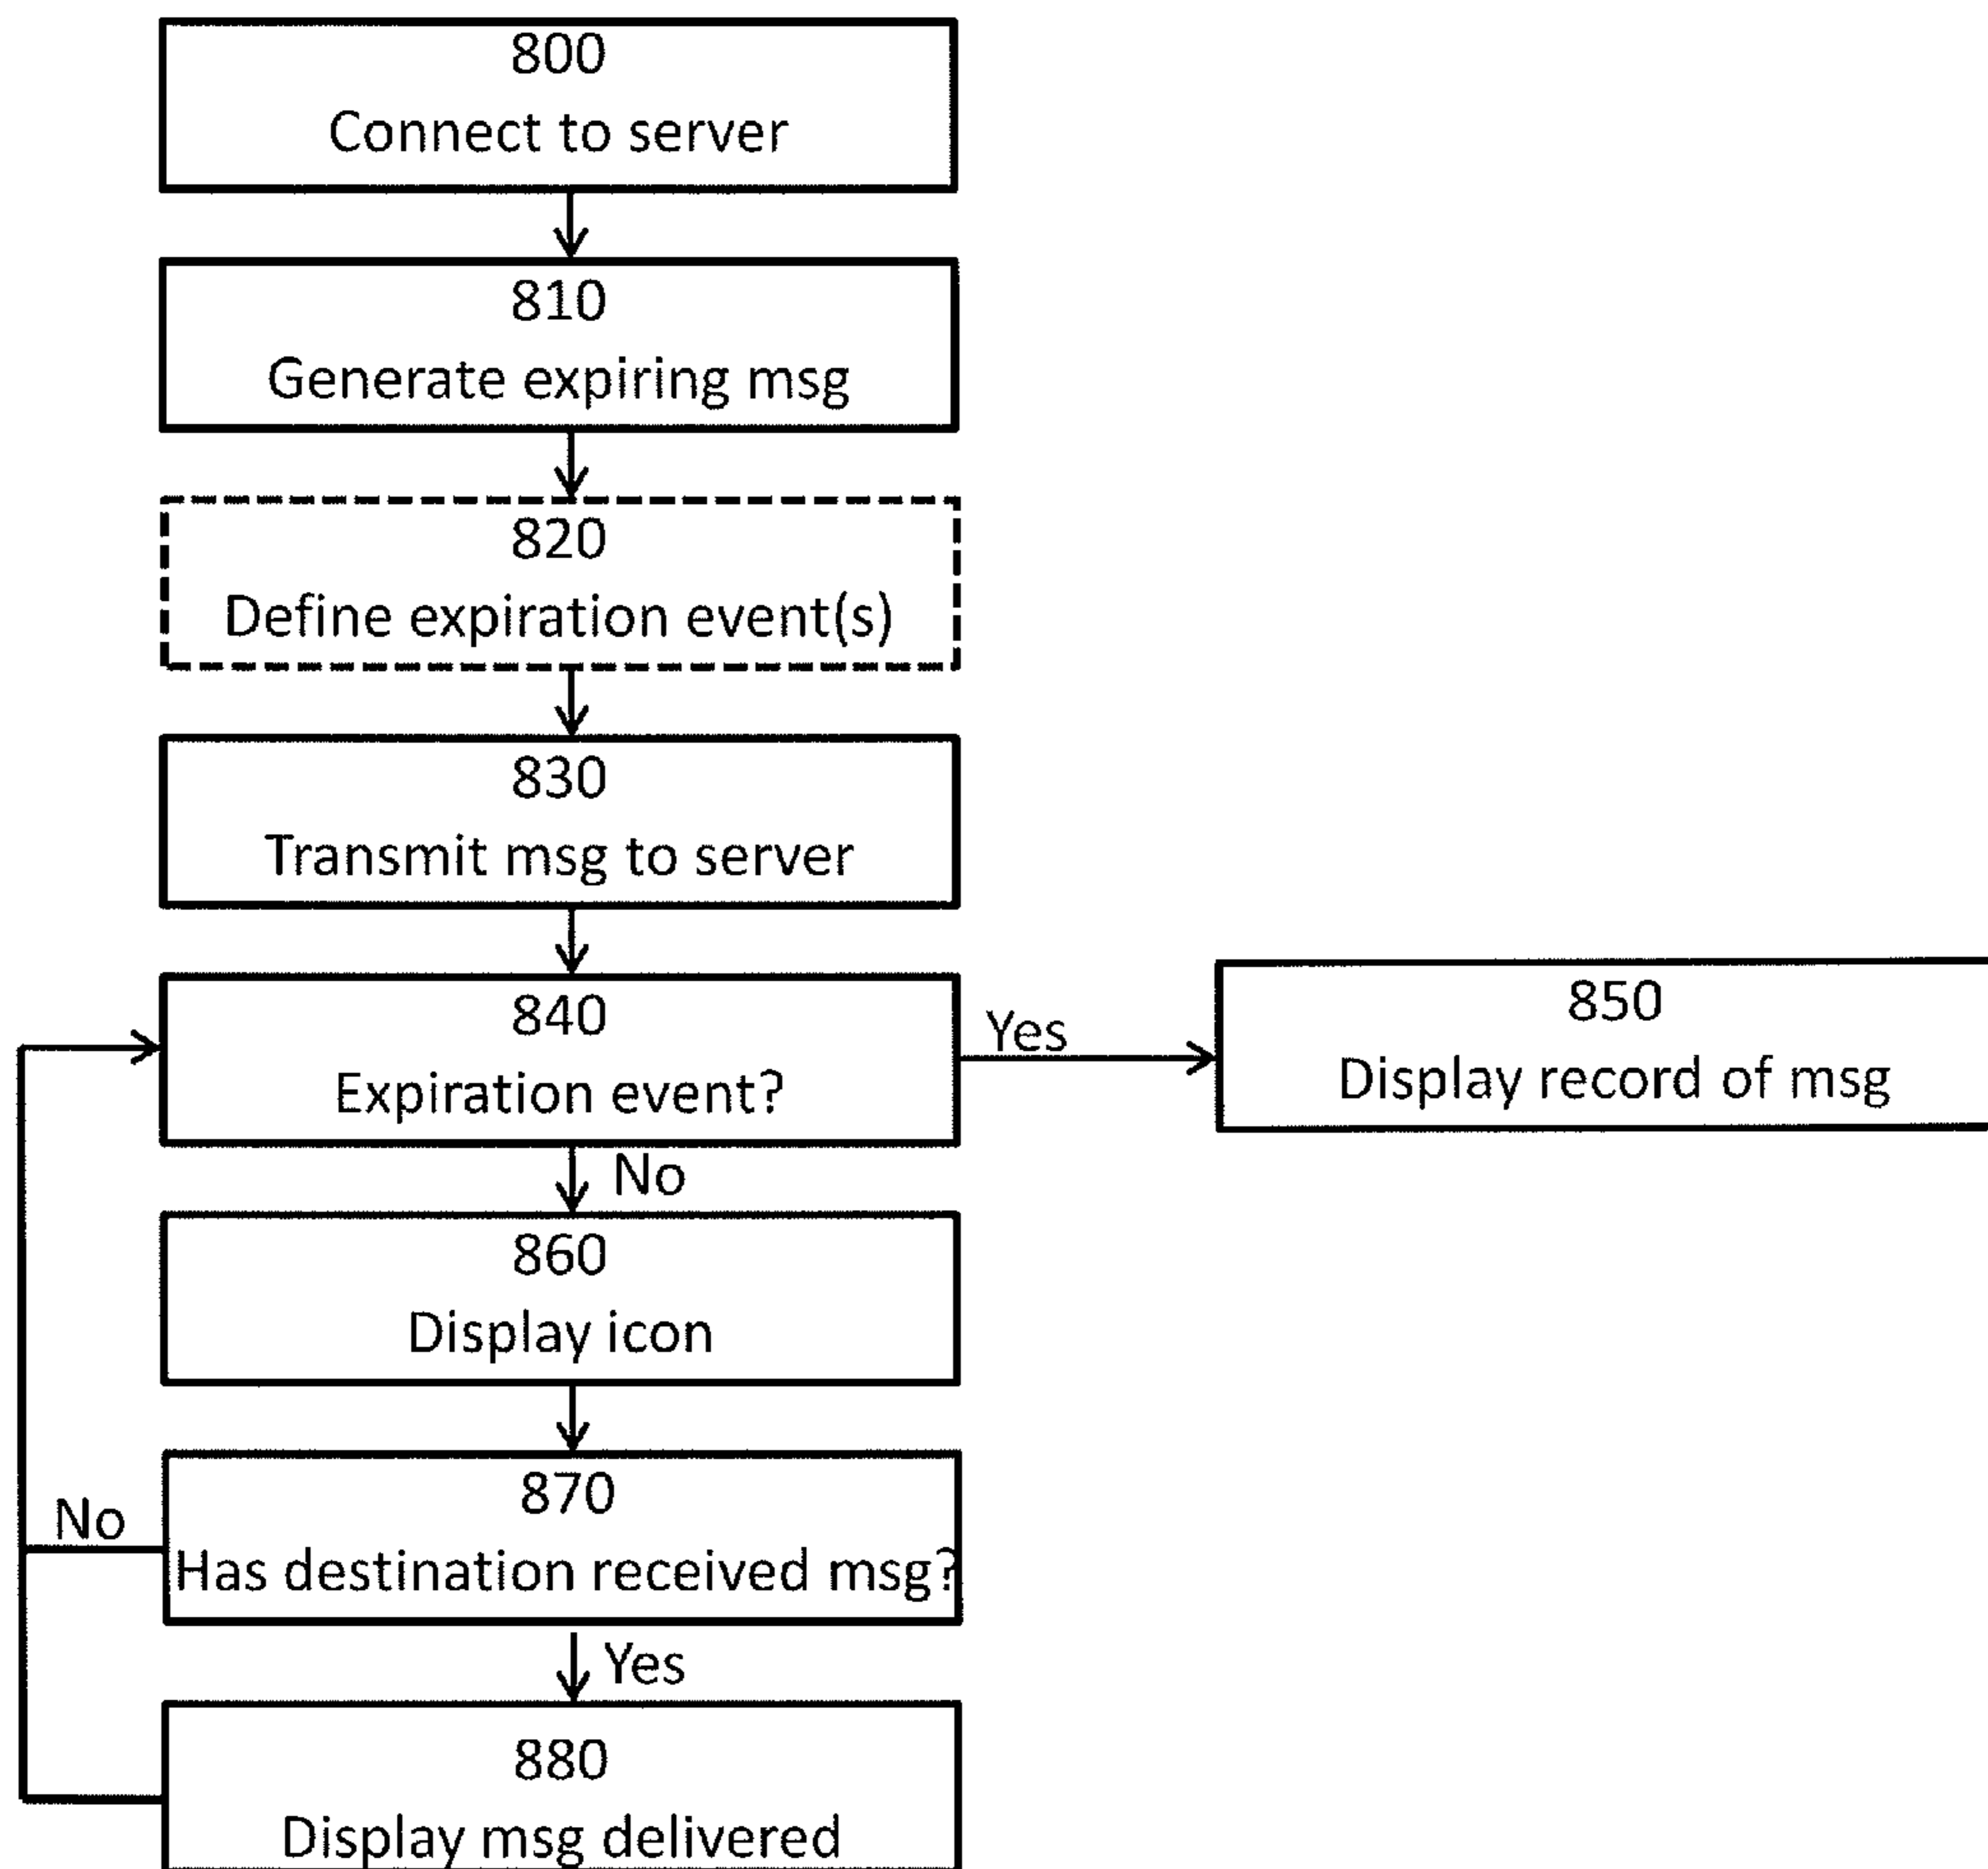 800
Connect to server
810
Generate expiring msg
820
Define expiration event(s)
830
Transmit msg to server
840
Expiration event?
Yes
850
Display record of msg
No
860
Display icon
870
Has destination received msg?
No
Yes
880
Display msg delivered